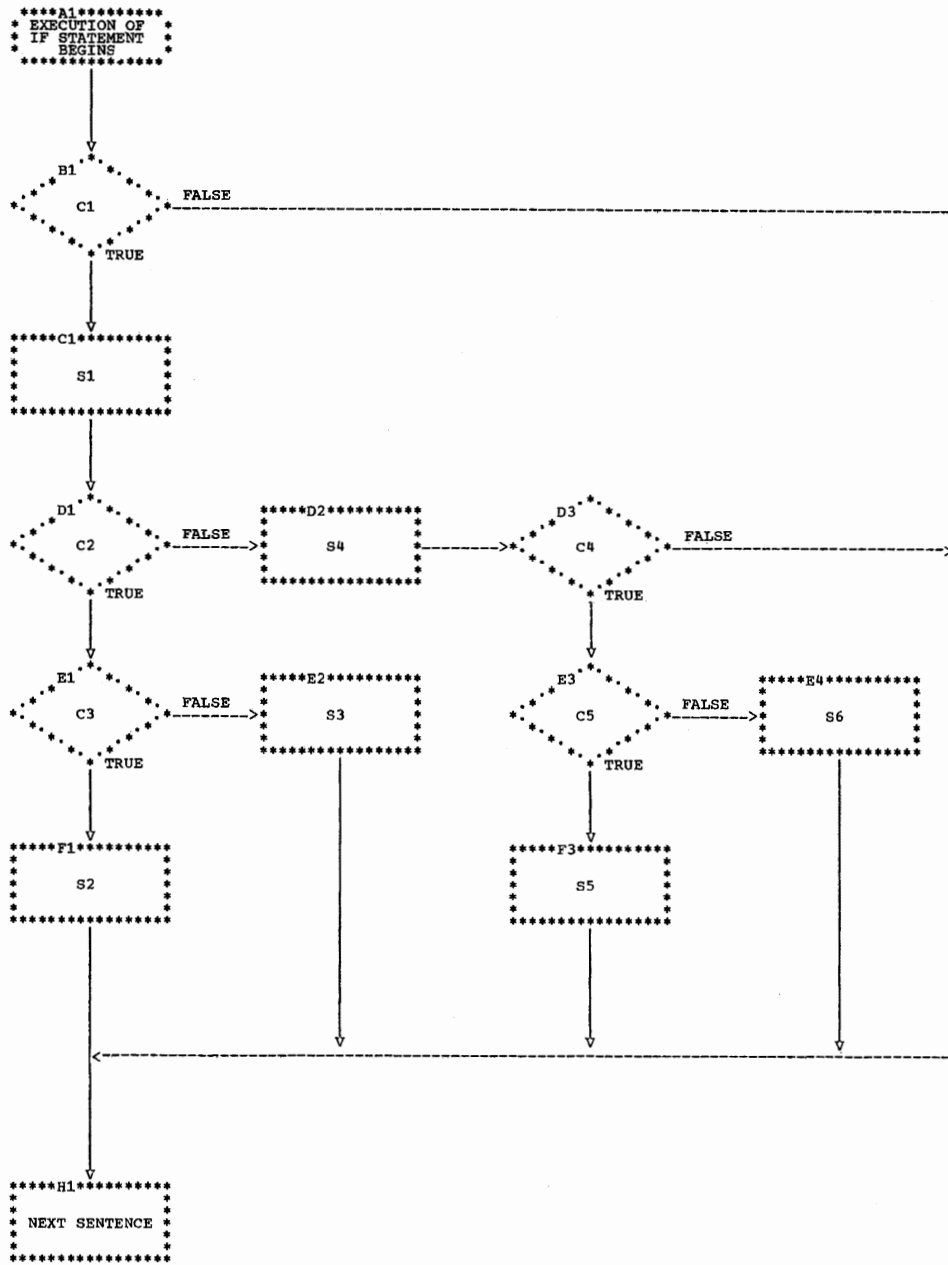 A1
EXECUTION OF
IF STATEMENT
BEGINS
B1
C1
FALSE
TRUE
C1
S1
D1
C2
FALSE
TRUE
D2
S4
D3
C4
FALSE
TRUE
E1
C3
FALSE
TRUE
E2
S3
E3
C5
FALSE
TRUE
E4
S6
F1
S2
F3
S5
H1
NEXT SENTENCE